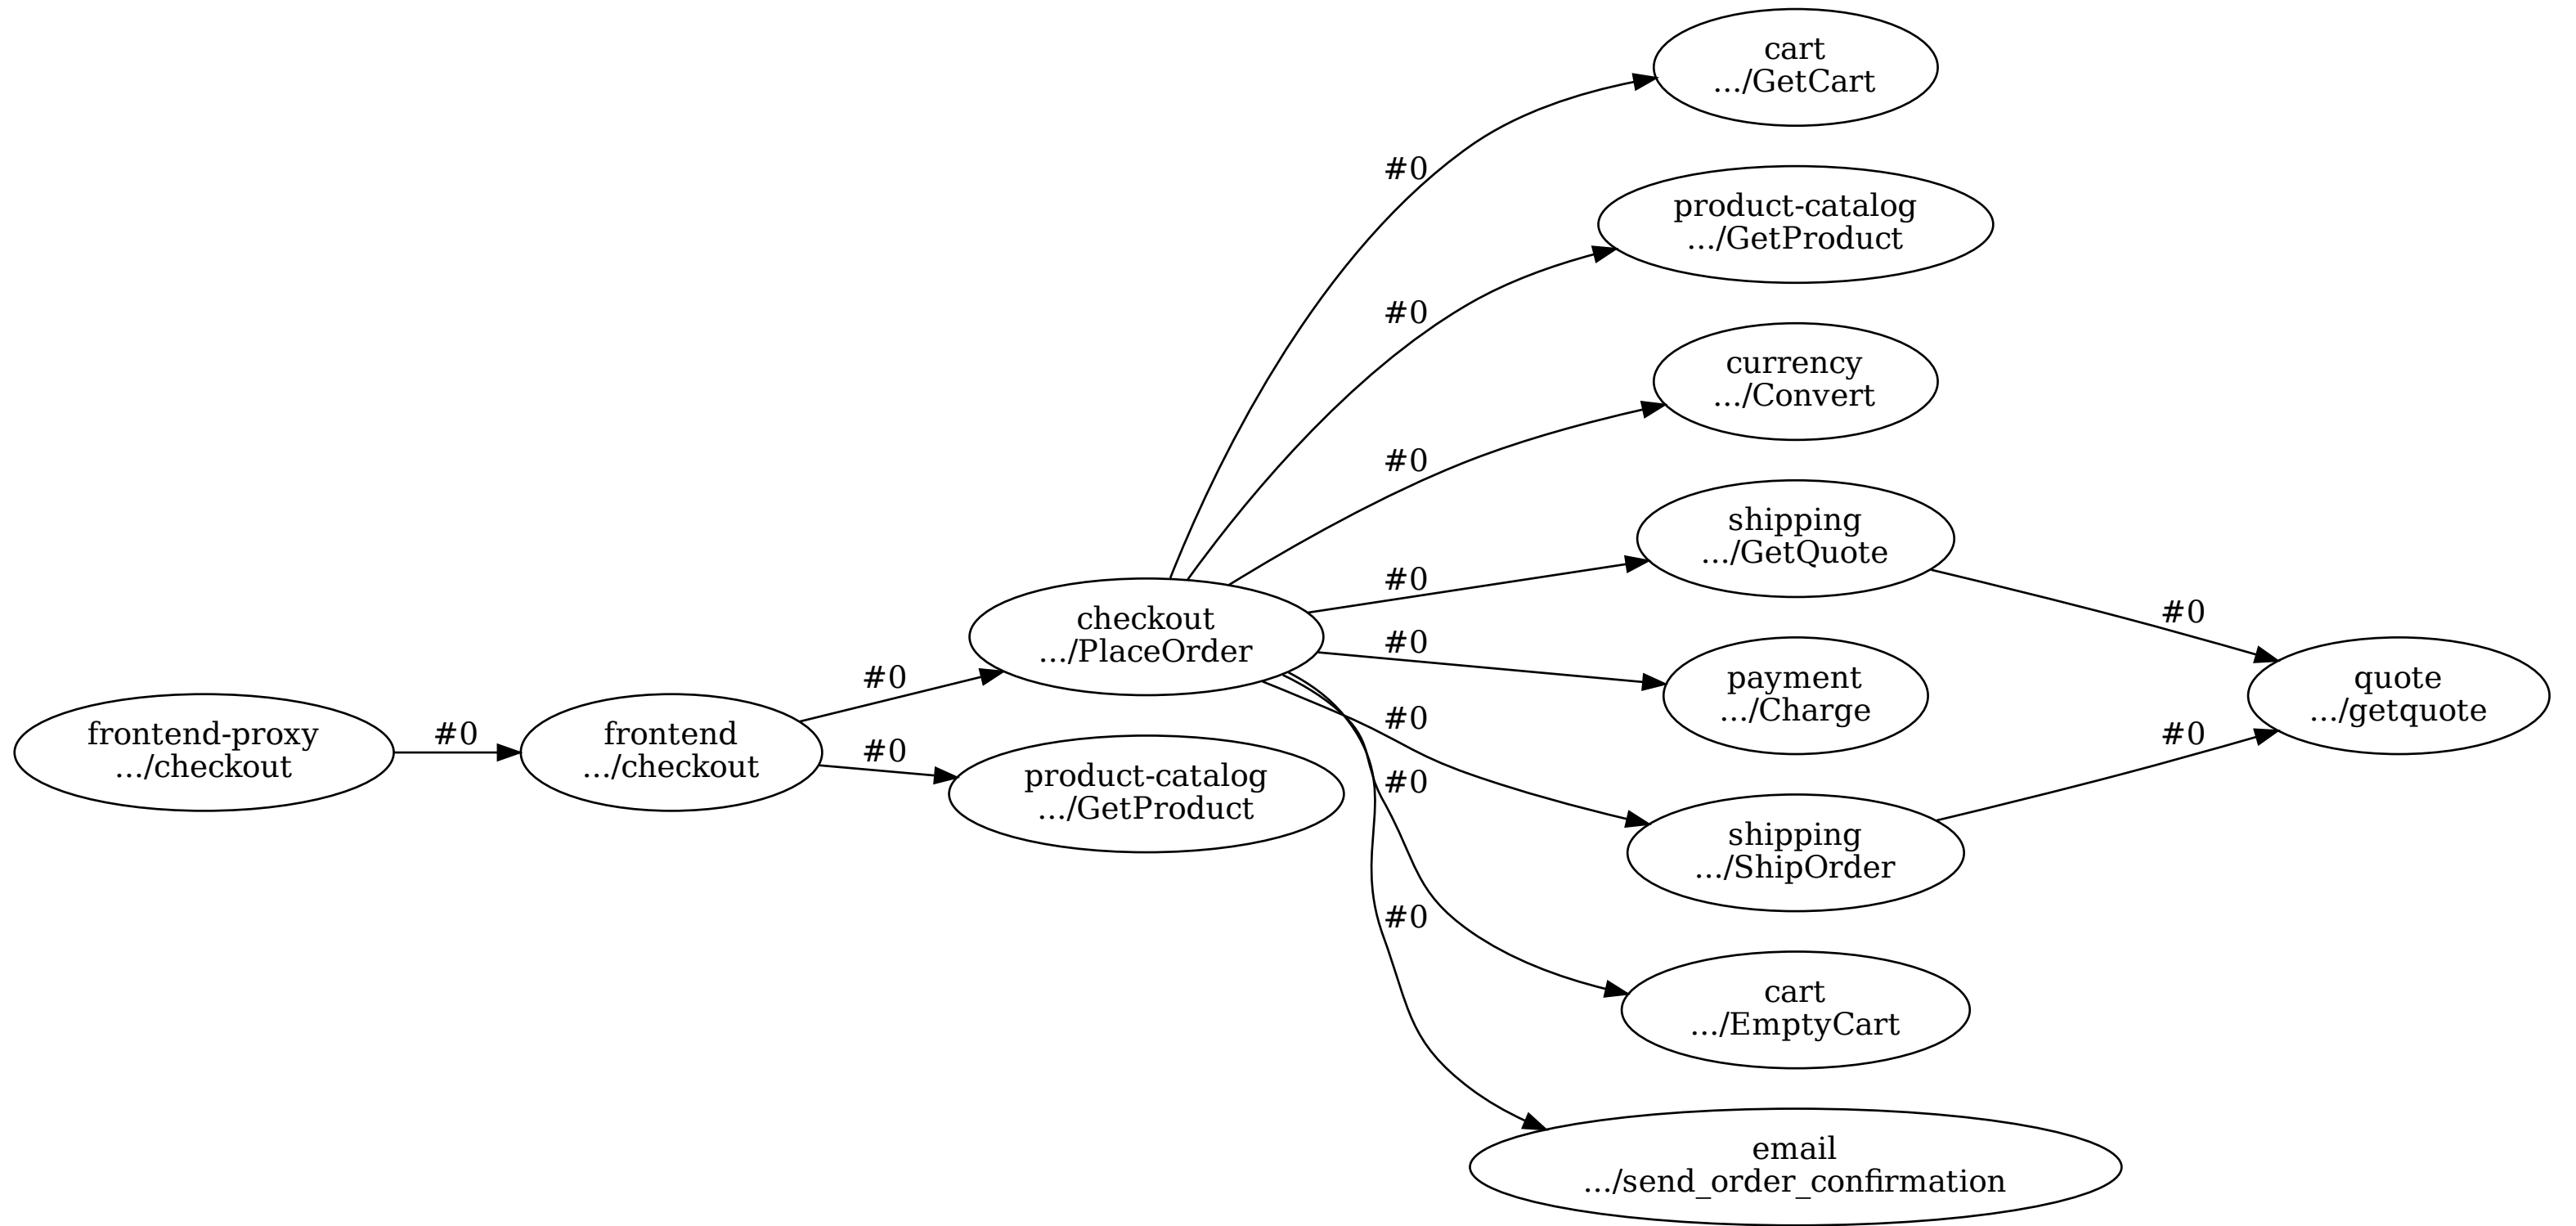 cart
.../GetCart
#0
product-catalog
.../GetProduct
#0
currency
.../Convert
#0
shipping
.../GetQuote
#0
checkout
.../PlaceOrder
#0
#0
payment
.../Charge
quote
.../getquote
#0
#0
frontend-proxy
.../checkout
#0
frontend
.../checkout
#0
#0
product-catalog
.../GetProduct
#0
#0
shipping
.../ShipOrder
#0
cart
.../EmptyCart
email
.../send_order_confirmation